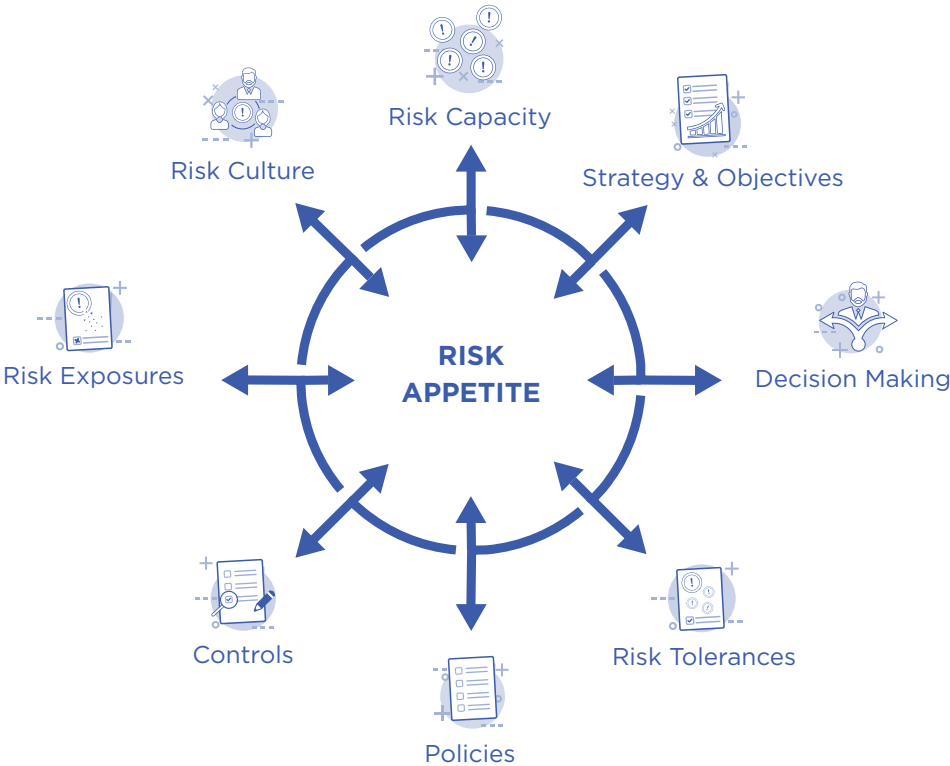 Risk Capacity
Risk Culture
Strategy & Objectives
RISK
APPETITE
Risk Exposures
Decision Making
Controls
Risk Tolerances
Policies